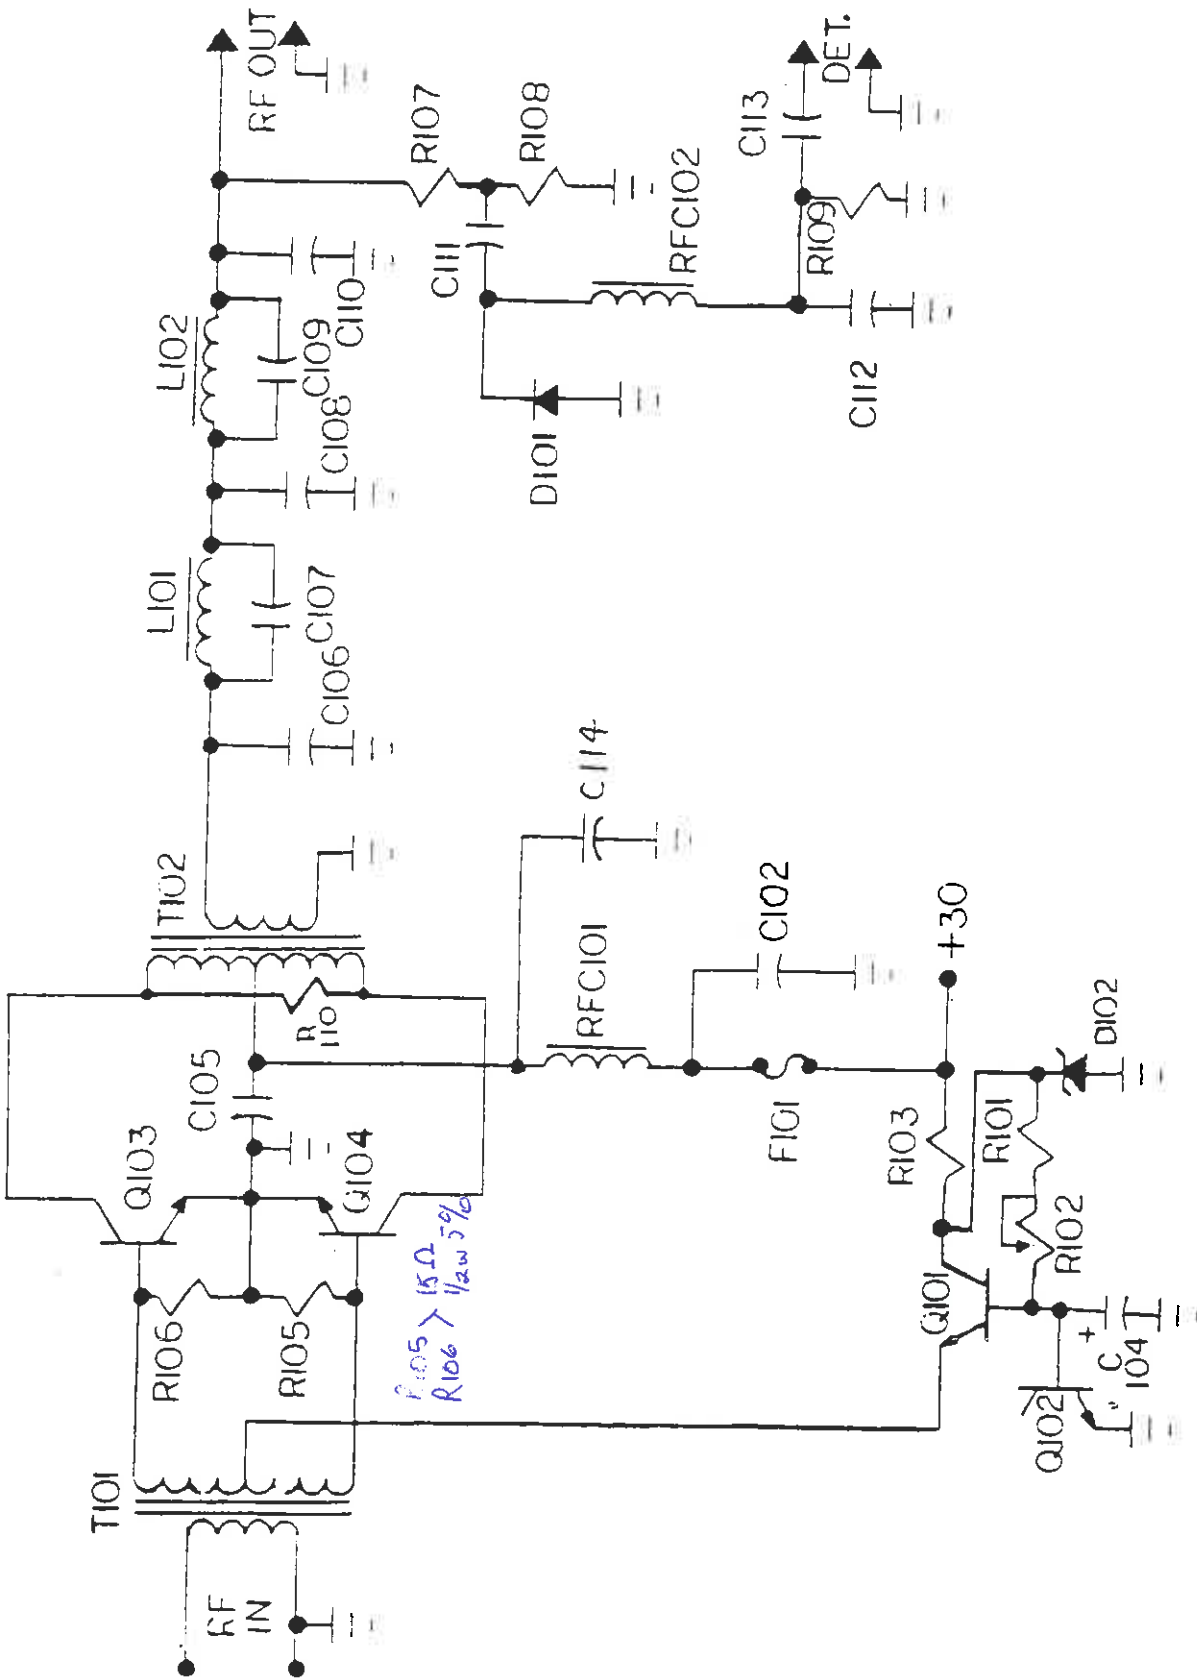 T101
RF
IN
R106
R105
Q103
Q104
C105
R
110
T102
L101
C106
C107
L102
C108
C109
C110
RF OUT
R107
R108
C111
D101
RFC102
R109
C112
C113
DET.
C114
RFC101
C102
F101
+30
R103
D102
R101
R102
Q101
Q102
+
C
104
R105 > 15 Ω
R106 1/2w 5%